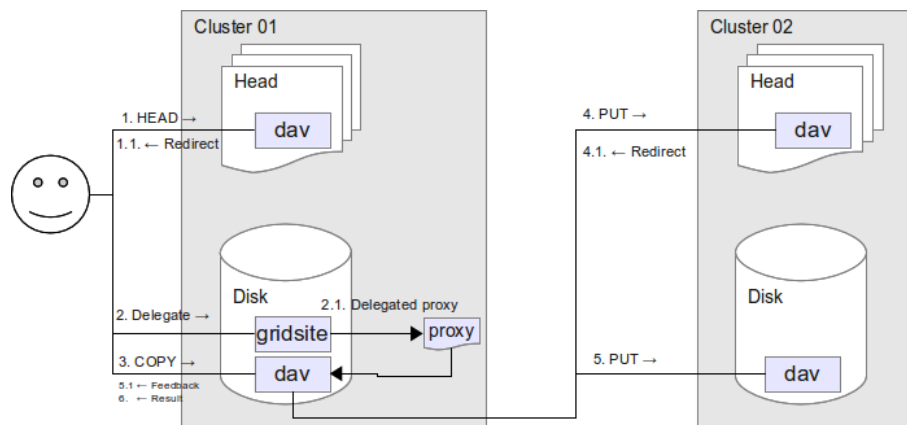 Cluster 01
Cluster 02
Head
dav
1. HEAD →
1.1. ← Redirect
4. PUT →
4.1. ← Redirect
Head
dav
Disk
2. Delegate →
gridsite
2.1. Delegated proxy
proxy
3. COPY →
dav
5.1 ← Feedback
6. ← Result
5. PUT →
Disk
dav